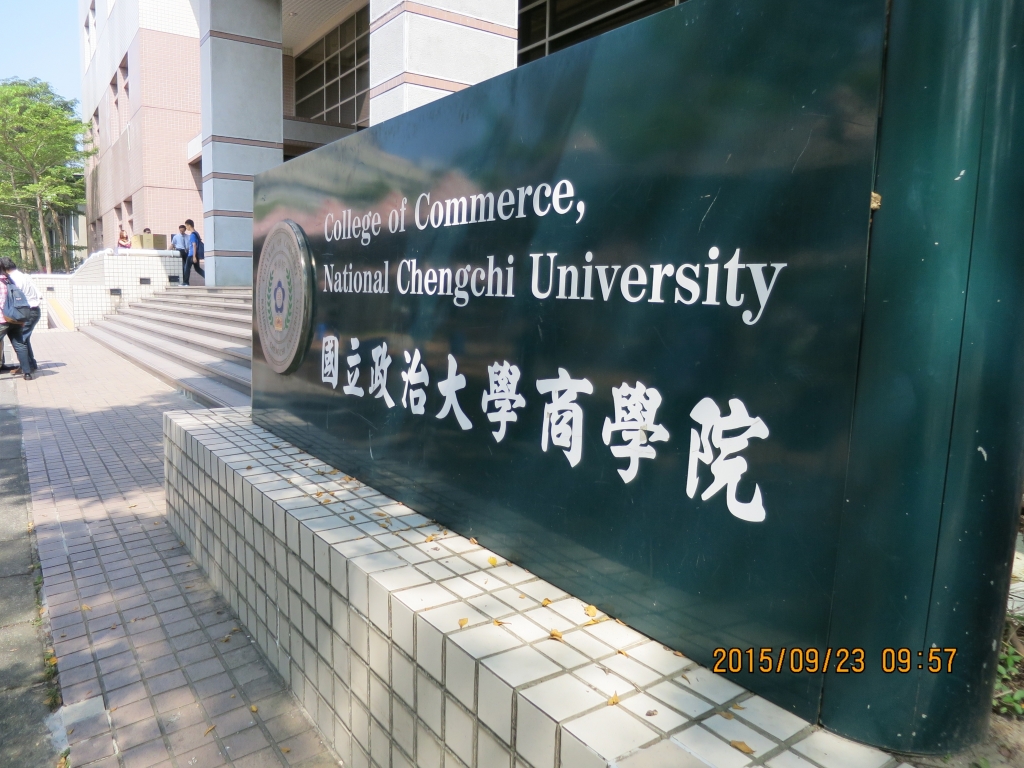 College of Commerce,
National Chengchi University
國立政治大學商學院
2015/09/23 09:57